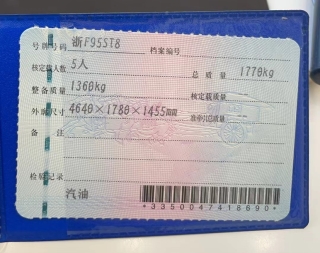 号牌号码 浙F955T8 档案编号
核定载人数 5人 总质量 1770kg
整备质量 1360kg 核定载质量 --
外廓尺寸 4640×1780×1455mm 准牵引总质量 --
备注
检验记录
汽油
*3350047418690*